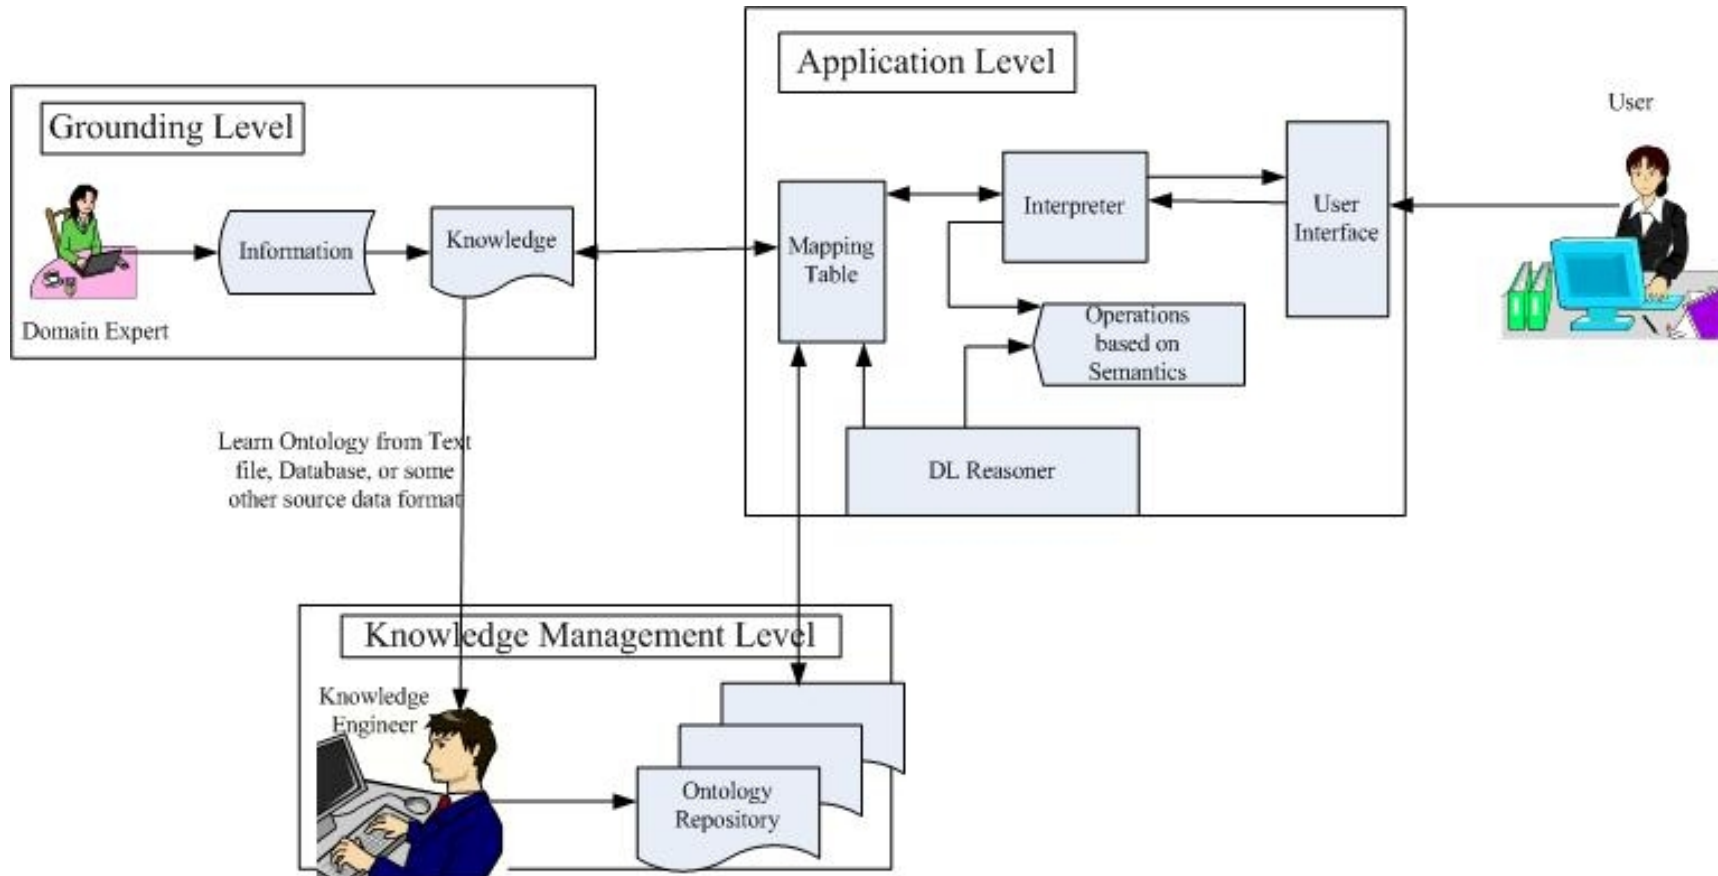 Grounding Level
Information
Knowledge
Domain Expert
Learn Ontology from Text
file, Database, or some
other source data format
Application Level
Mapping
Table
Interpreter
User
Interface
Operations
based on
Semantics
DL Reasoner
User
Knowledge Management Level
Knowledge
Engineer
Ontology
Repository